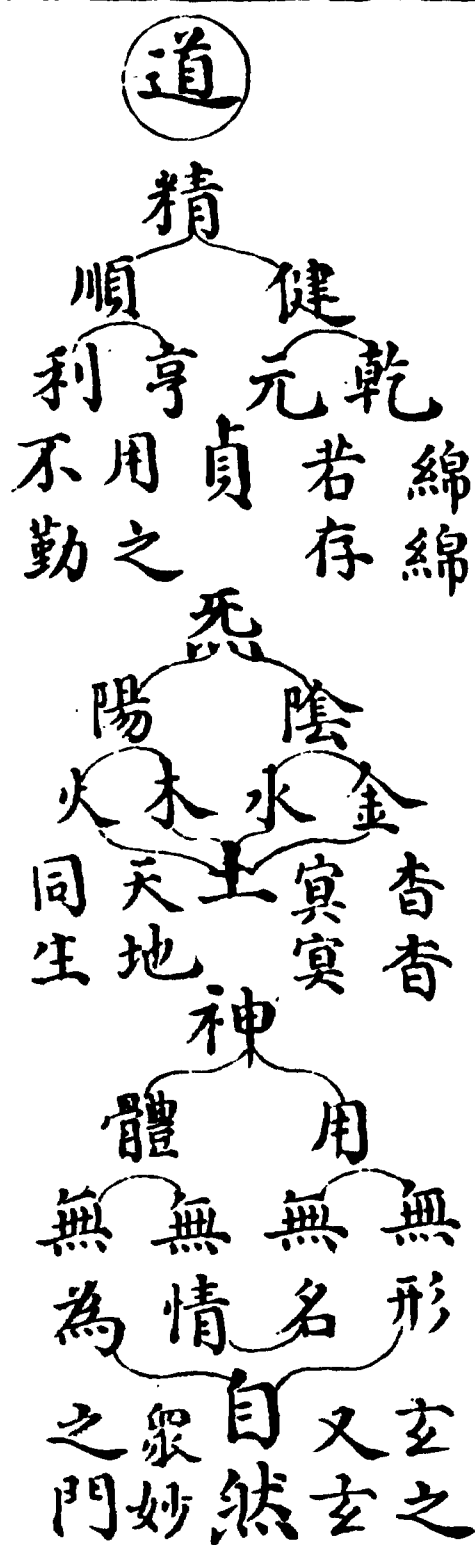 道
精
健 順
乾 元 亨 利
貞
綿綿 若存 用之 不勤
炁
陰 陽
金 水 木 火
土
杳杳 冥冥 天地 同生
神
用 體
無形 無名 無情 無為
自然
玄之 又玄 衆妙 之門